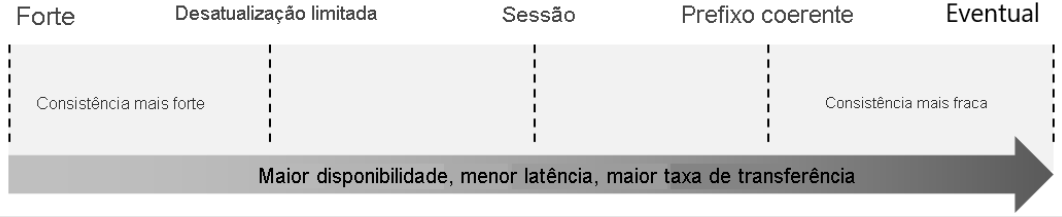 Forte Desatualização limitada Sessão Prefixo coerente Eventual
Consistência mais forte Consistência mais fraca
Maior disponibilidade, menor latência, maior taxa de transferência